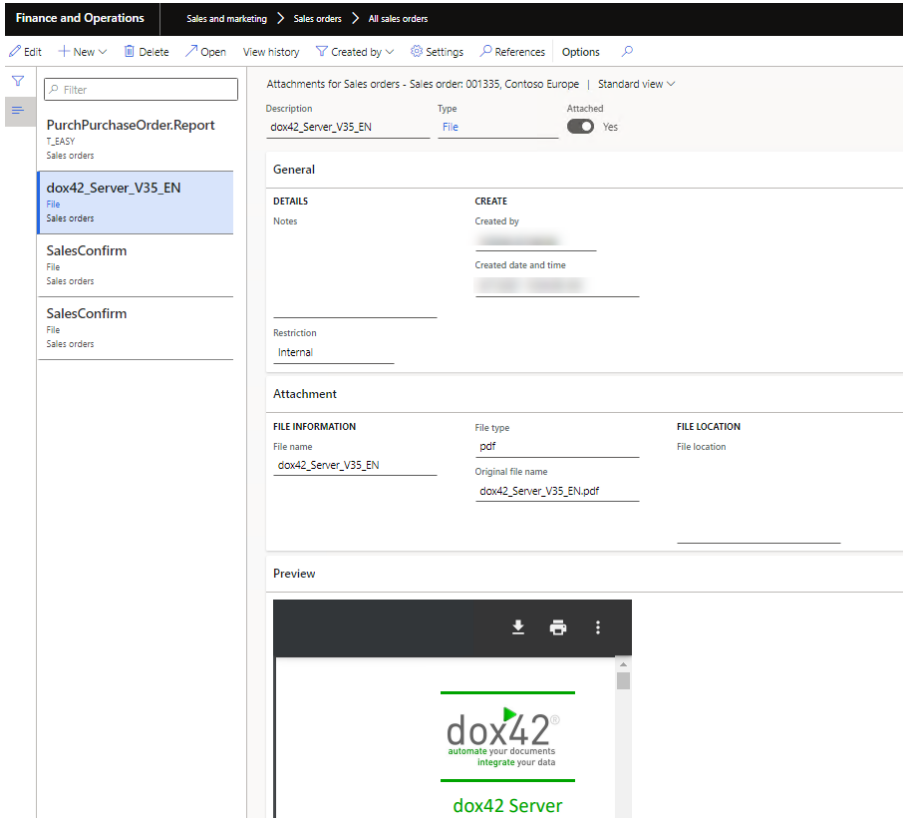 Finance and Operations
Sales and marketing > Sales orders > All sales orders
Edit New Delete Open View history Created by Settings References Options
Filter
PurchPurchaseOrder.Report
T_EASY
Sales orders
dox42_Server_V35_EN
File
Sales orders
SalesConfirm
File
Sales orders
SalesConfirm
File
Sales orders
Attachments for Sales orders - Sales order: 001335, Contoso Europe | Standard view
Description Type Attached
dox42_Server_V35_EN File Yes
General
DETAILS CREATE
Notes Created by
Created date and time
Restriction
Internal
Attachment
FILE INFORMATION File type FILE LOCATION
File name pdf File location
dox42_Server_V35_EN Original file name
dox42_Server_V35_EN.pdf
Preview
dox42®
automate your documents
integrate your data
dox42 Server